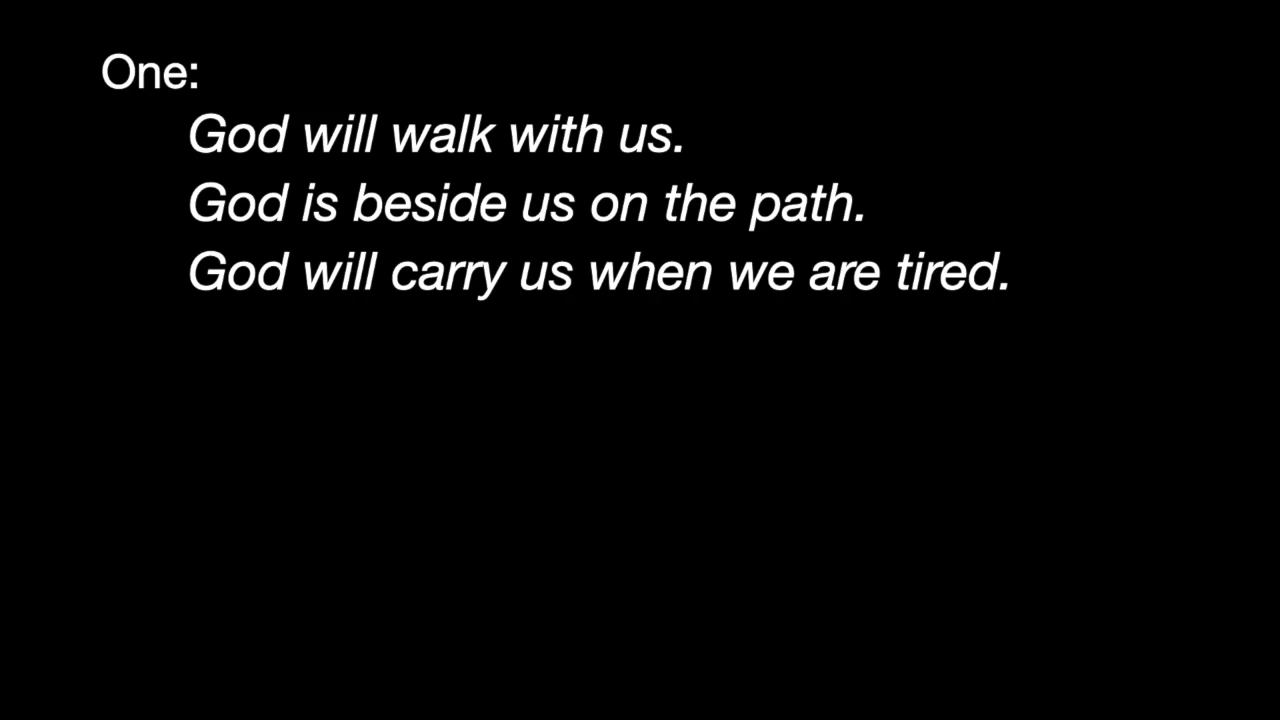 One:
God will walk with us.
God is beside us on the path.
God will carry us when we are tired.